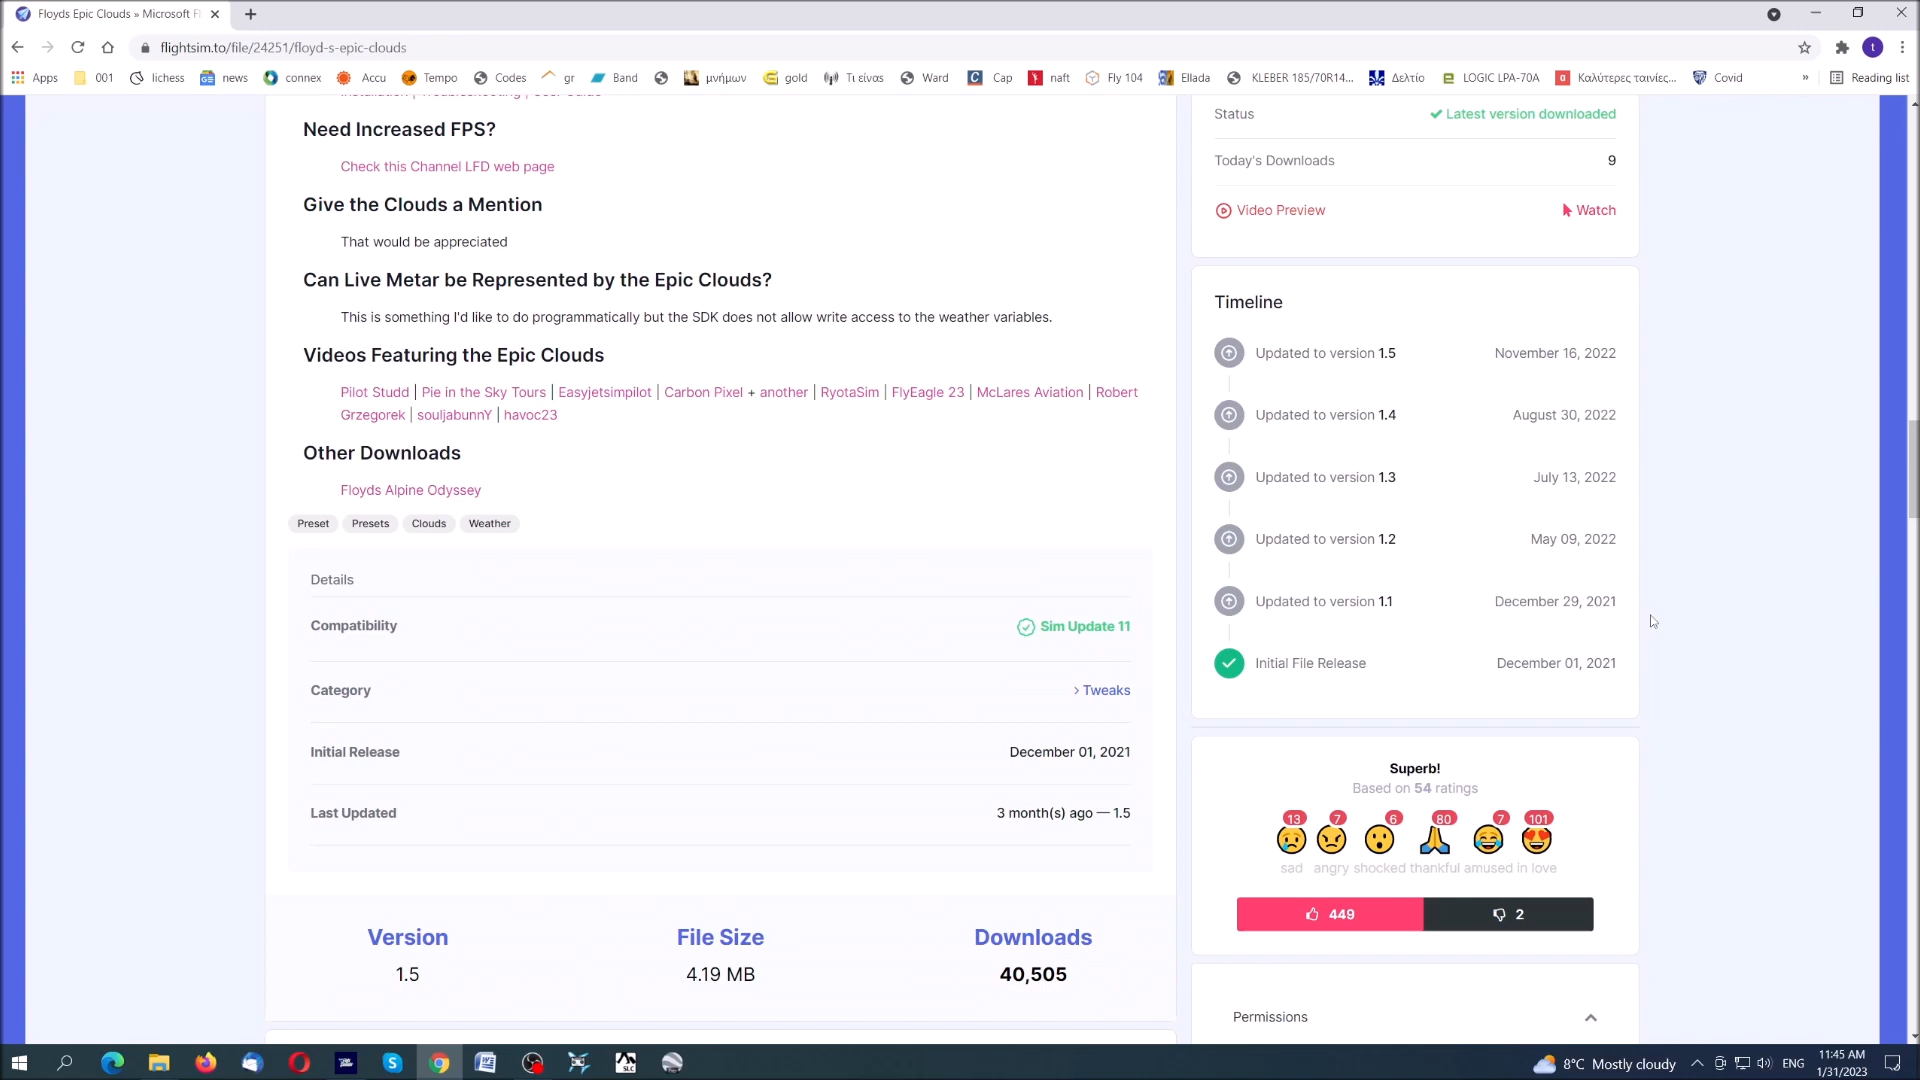 Floyds Epic Clouds » Microsoft Fl
flightsim.to/file/24251/floyd-s-epic-clouds
Apps 001 lichess news connex Accu Tempo Codes gr Band μνήμων gold Τι είναι Ward Cap naft Fly 104 Ellada KLEBER 185/70R14... Δελτίο LOGIC LPA-70A Καλύτερες ταινίες... Covid » Reading list
Installation | Troubleshooting | User Guide
Need Increased FPS?
Check this Channel LFD web page
Give the Clouds a Mention
That would be appreciated
Can Live Metar be Represented by the Epic Clouds?
This is something I'd like to do programmatically but the SDK does not allow write access to the weather variables.
Videos Featuring the Epic Clouds
Pilot Studd | Pie in the Sky Tours | Easyjetsimpilot | Carbon Pixel + another | RyotaSim | FlyEagle 23 | McLares Aviation | Robert
Grzegorek | souljabunnY | havoc23
Other Downloads
Floyds Alpine Odyssey
Preset Presets Clouds Weather
Details
Compatibility Sim Update 11
Category > Tweaks
Initial Release December 01, 2021
Last Updated 3 month(s) ago — 1.5
Version File Size Downloads
1.5 4.19 MB 40,505
Status Latest version downloaded
Today's Downloads 9
Video Preview Watch
Timeline
Updated to version 1.5 November 16, 2022
Updated to version 1.4 August 30, 2022
Updated to version 1.3 July 13, 2022
Updated to version 1.2 May 09, 2022
Updated to version 1.1 December 29, 2021
Initial File Release December 01, 2021
Superb!
Based on 54 ratings
13 7 6 80 7 101
sad angry shocked thankful amused in love
449 2
Permissions
8°C Mostly cloudy ENG 11:45 AM
1/31/2023